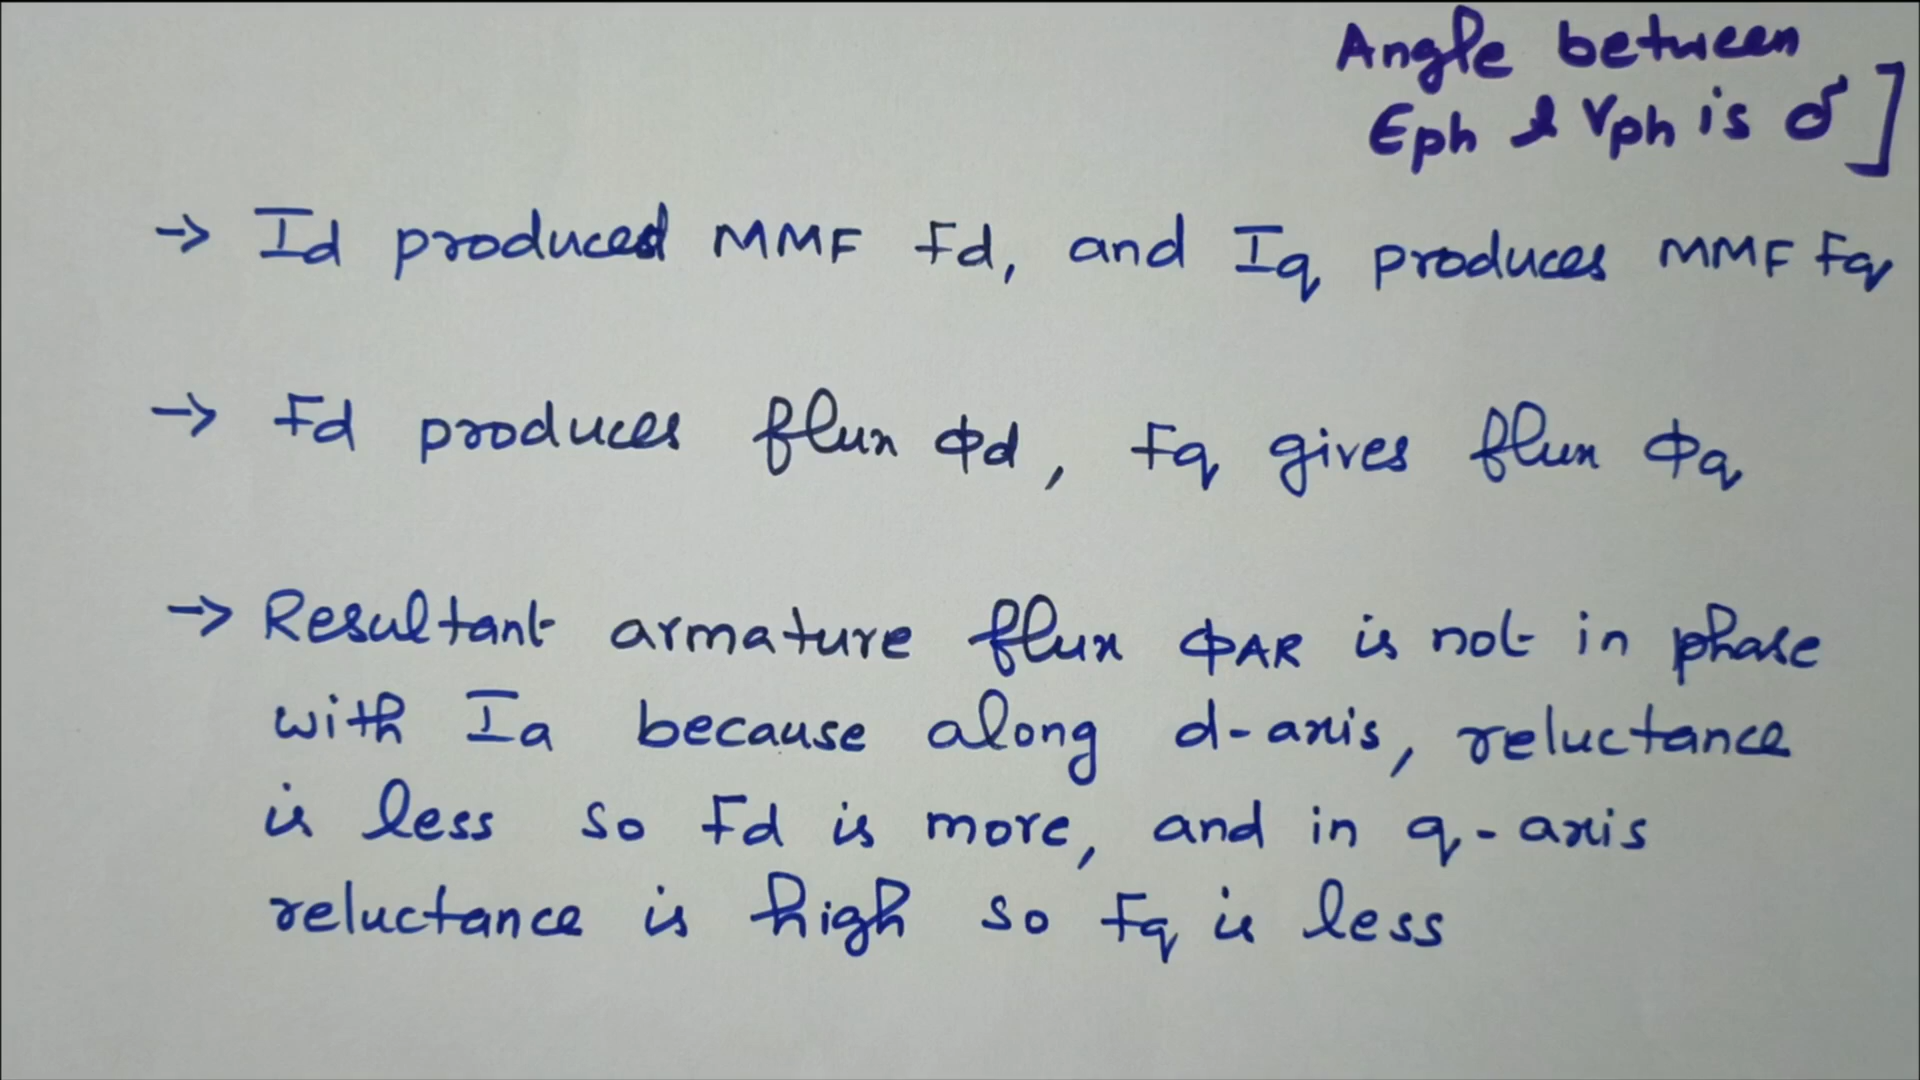 Angle between
Eph & Vph is δ]
→ Id produced MMF Fd, and Iq produces MMF Fq
→ Fd produces flux Φd, Fq gives flux Φq
→ Resultant armature flux ΦAR is not in phase
with Ia because along d-axis, reluctance
is less so Fd is more, and in q-axis
reluctance is high so Fq is less